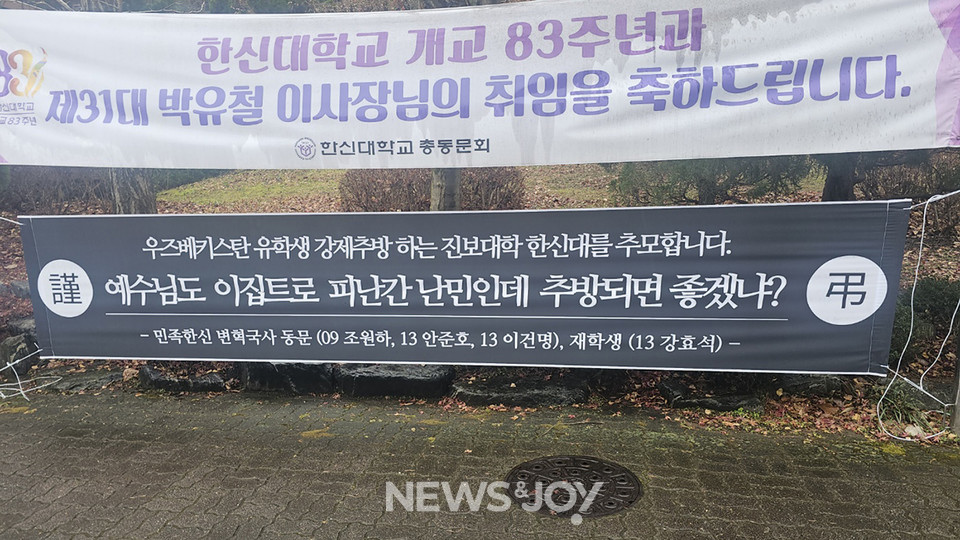 한신대학교 개교 83주년과
제31대 박유철 이사장님의 취임을 축하드립니다.
한신대학교 총동문회
우즈베키스탄 유학생 강제추방 하는 진보대학 한신대를 추모합니다.
謹 예수님도 이집트로 피난간 난민인데 추방되면 좋겠냐? 弔
- 민족한신 변혁국사 동문 (09 조원하, 13 안준호, 13 이건명), 재학생 (13 강효석) -
NEWS&JOY